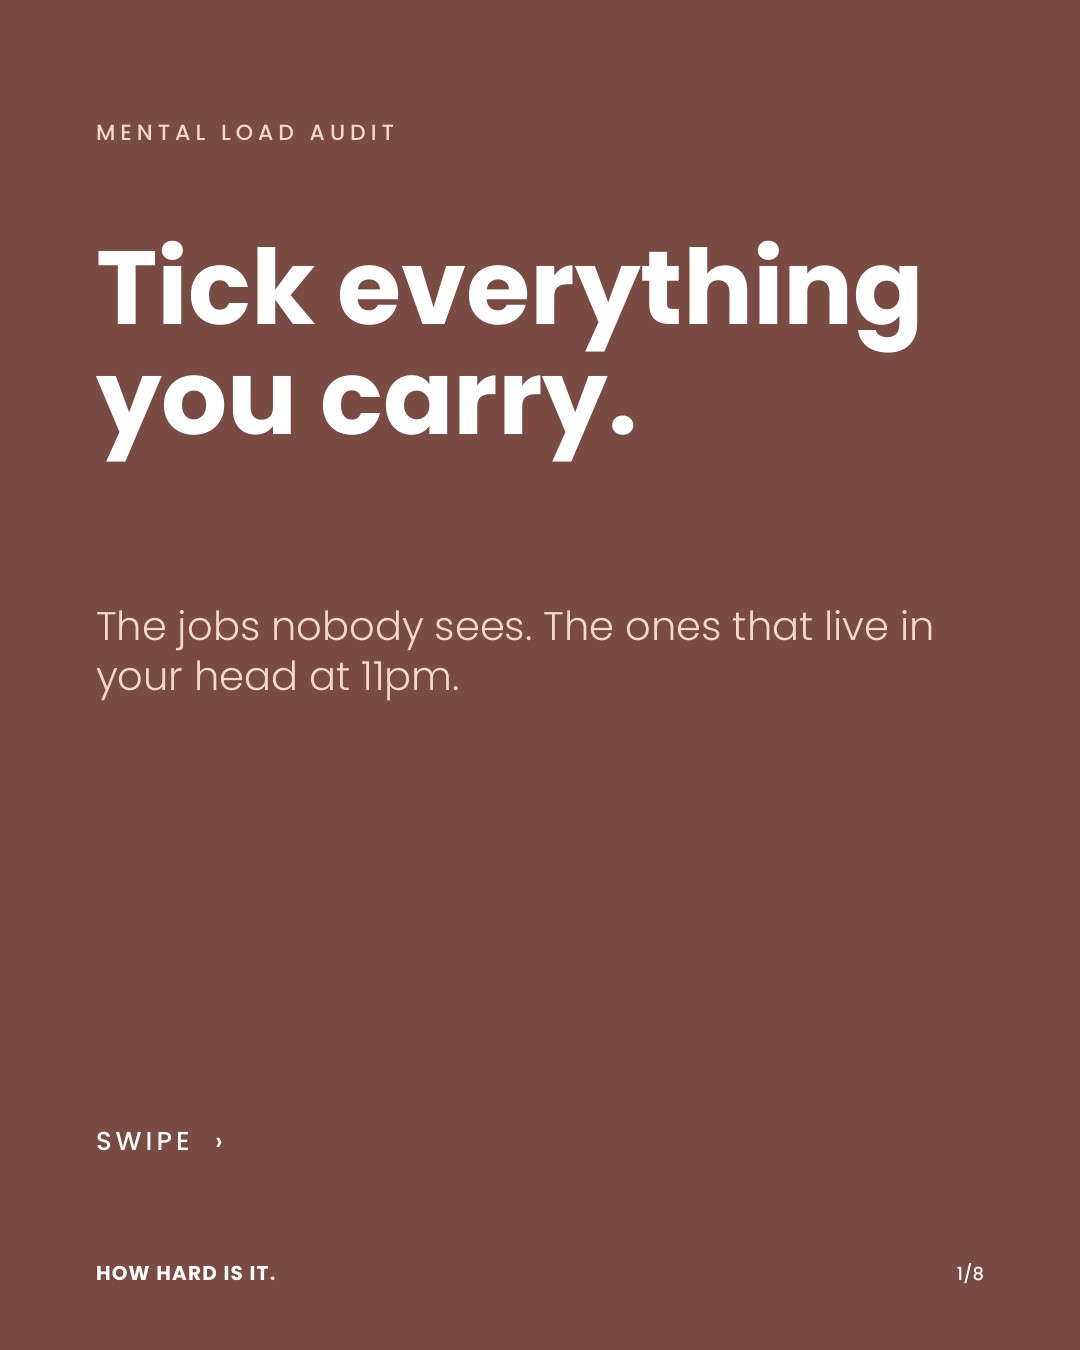 MENTAL LOAD AUDIT
Tick everything
you carry.
The jobs nobody sees. The ones that live in
your head at 11pm.
SWIPE ›
HOW HARD IS IT.
1/8